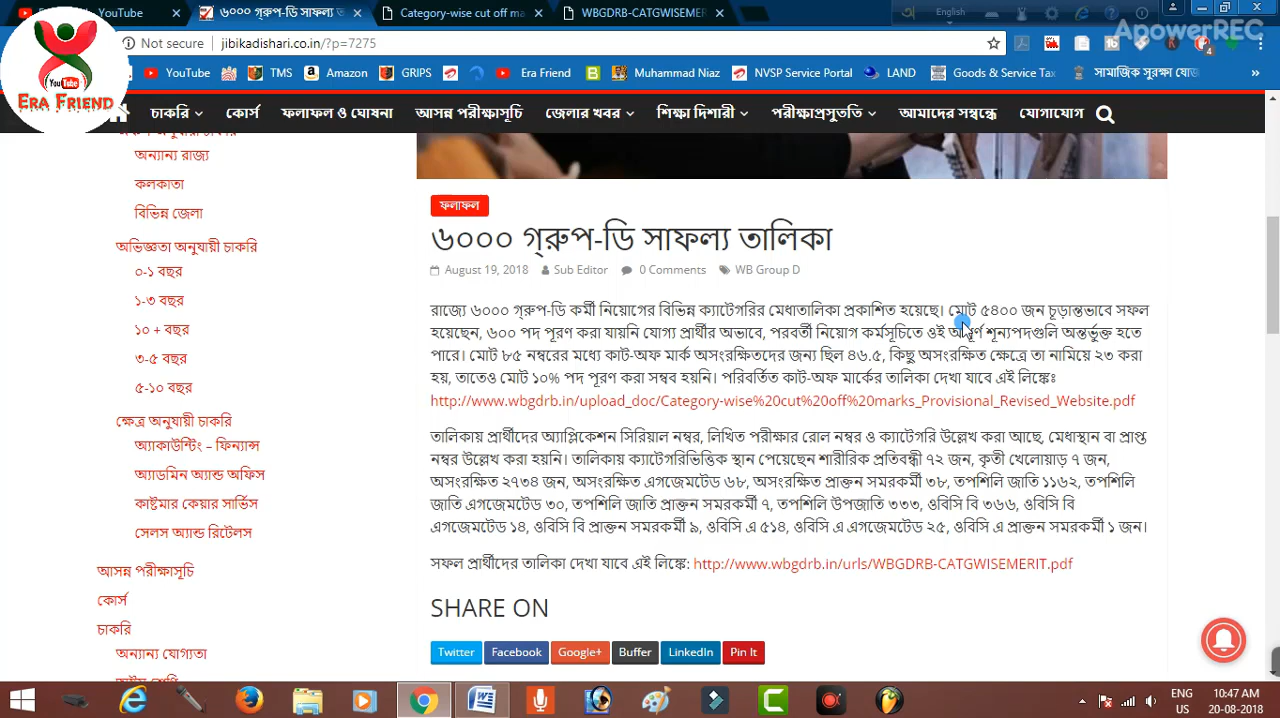 YouTube
৬০০০ গ্রুপ-ডি সাফল্য ত
Category-wise cut off ma
WBGDRB-CATGWISEMER
English
ApowerREC
Not secure
jibikadishari.co.in/?p=7275
YouTube
TMS
Amazon
GRIPS
Era Friend
Muhammad Niaz
NVSP Service Portal
LAND
Goods & Service Tax
সামাজিক সুরক্ষা যোজ
YouTube
ERA FRIEND
চাকরি
কোর্স
ফলাফল ও ঘোষনা
আসন্ন পরীক্ষাসূচি
জেলার খবর
শিক্ষা দিশারী
পরীক্ষাপ্রসুততি
আমাদের সম্বন্ধে
যোগাযোগ
অন্যান্য রাজ্য
কলকাতা
বিভিন্ন জেলা
অভিজ্ঞতা অনুযায়ী চাকরি
০-১ বছর
১-৩ বছর
১০ + বছর
৩-৫ বছর
৫-১০ বছর
ক্ষেত্র অনুযায়ী চাকরি
অ্যাকাউন্টিং – ফিন্যান্স
অ্যাডমিন অ্যান্ড অফিস
কাষ্টমার কেয়ার সার্ভিস
সেলস অ্যান্ড রিটেলস
আসন্ন পরীক্ষাসূচি
কোর্স
চাকরি
অন্যান্য যোগ্যতা
ফলাফল
৬০০০ গ্রুপ-ডি সাফল্য তালিকা
August 19, 2018 Sub Editor 0 Comments WB Group D
রাজ্যে ৬০০০ গ্রুপ-ডি কর্মী নিয়োগের বিভিন্ন ক্যাটেগরির মেধাতালিকা প্রকাশিত হয়েছে। মোট ৫৪০০ জন চূড়ান্তভাবে সফল
হয়েছেন, ৬০০ পদ পূরণ করা যায়নি যোগ্য প্রার্থীর অভাবে, পরবর্তী নিয়োগ কর্মসূচিতে ওই অপূর্ণ শূন্যপদগুলি অন্তর্ভুক্ত হতে
পারে। মোট ৮৫ নম্বরের মধ্যে কাট-অফ মার্ক অসংরক্ষিতদের জন্য ছিল ৪৬.৫, কিছু অসংরক্ষিত ক্ষেত্রে তা নামিয়ে ২৩ করা
হয়, তাতেও মোট ১০% পদ পূরণ করা সম্বব হয়নি। পরিবর্তিত কাট-অফ মার্কের তালিকা দেখা যাবে এই লিঙ্কেঃ
http://www.wbgdrb.in/upload_doc/Category-wise%20cut%20off%20marks_Provisional_Revised_Website.pdf
তালিকায় প্রার্থীদের অ্যাপ্লিকেশন সিরিয়াল নম্বর, লিখিত পরীক্ষার রোল নম্বরও ক্যাটেগরি উল্লেখ করা আছে, মেধাস্থান বা প্রাপ্ত
নম্বর উল্লেখ করা হয়নি। তালিকায় ক্যাটেগরিভিত্তিক স্থান পেয়েছেন শারীরিক প্রতিবন্ধী ৭২ জন, কৃতী খেলোয়াড় ৭ জন,
অসংরক্ষিত ২৭৩৪ জন, অসংরক্ষিত এগজেমটেড ৬৮, অসংরক্ষিত প্রাক্তন সমরকর্মী ৩৮, তপশিলি জাতি ১১৬২, তপশিলি
জাতি এগজেমটেড ৩০, তপশিলি জাতি প্রাক্তন সমরকর্মী ৭, তপশিলি উপজাতি ৩৩৩, ওবিসি বি ৩৬৬, ওবিসি বি
এগজেমটেড ১৪, ওবিসি বি প্রাক্তন সমরকর্মী ৯, ওবিসি এ ৫১৪, ওবিসি এ এগজেমটেড ২৫, ওবিসি এ প্রাক্তন সমরকর্মী ১ জন।
সফল প্রার্থীদের তালিকা দেখা যাবে এই লিঙ্কে: http://www.wbgdrb.in/urls/WBGDRB-CATGWISEMERIT.pdf
SHARE ON
Twitter
Facebook
Google+
Buffer
LinkedIn
Pin It
ENG
US
10:47 AM
20-08-2018